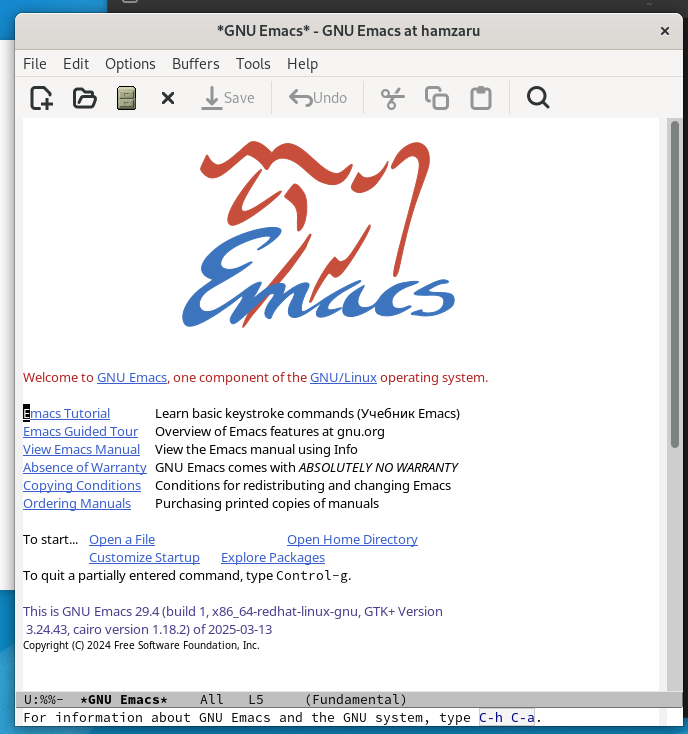 *GNU Emacs* - GNU Emacs at hamzaru
File Edit Options Buffers Tools Help
Save Undo
Emacs
Welcome to GNU Emacs, one component of the GNU/Linux operating system.
Emacs Tutorial Learn basic keystroke commands (Учебник Emacs)
Emacs Guided Tour Overview of Emacs features at gnu.org
View Emacs Manual View the Emacs manual using Info
Absence of Warranty GNU Emacs comes with ABSOLUTELY NO WARRANTY
Copying Conditions Conditions for redistributing and changing Emacs
Ordering Manuals Purchasing printed copies of manuals
To start... Open a File Open Home Directory
Customize Startup Explore Packages
To quit a partially entered command, type Control-g.
This is GNU Emacs 29.4 (build 1, x86_64-redhat-linux-gnu, GTK+ Version
3.24.43, cairo version 1.18.2) of 2025-03-13
Copyright (C) 2024 Free Software Foundation, Inc.
U:%%- *GNU Emacs* All L5 (Fundamental)
For information about GNU Emacs and the GNU system, type C-h C-a.